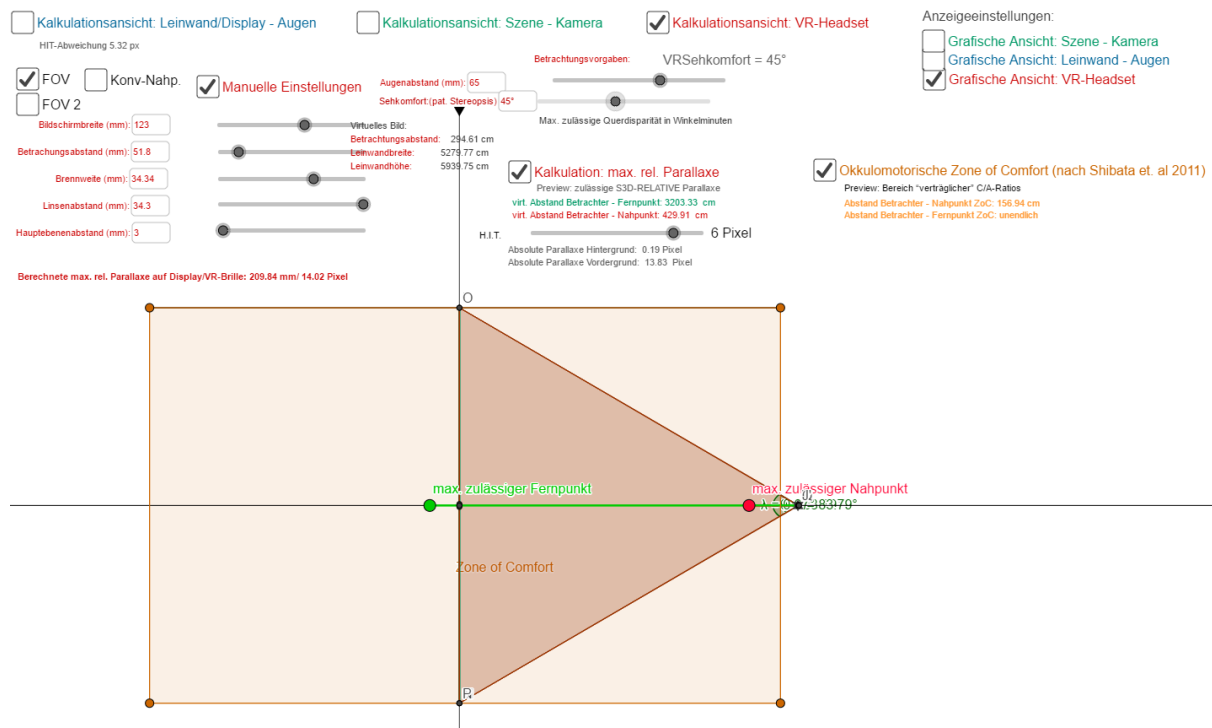 Kalkulationsansicht: Leinwand/Display - Augen
Kalkulationsansicht: Szene - Kamera
Kalkulationsansicht: VR-Headset
Anzeigeeinstellungen:
Grafische Ansicht: Szene - Kamera
Grafische Ansicht: Leinwand - Augen
Grafische Ansicht: VR-Headset
HIT-Abweichung 5.32 px
Betrachtungsvorgaben:
VRSehkomfort = 45°
FOV
Konv-Nahp.
Manuelle Einstellungen
Augenabstand (mm): 65
FOV 2
Sehkomfort:(pat. Stereopsis) 45°
Max. zulässige Querdisparität in Winkelminuten
Bildschirmbreite (mm): 123
Betrachungsabstand (mm): 51.8
Brennweite (mm): 34.34
Linsenabstand (mm): 34.3
Hauptebenenabstand (mm): 3
Virtuelles Bild:
Betrachtungsabstand: 294.61 cm
Leinwandbreite: 5279.77 cm
Leinwandhöhe: 5939.75 cm
Kalkulation: max. rel. Parallaxe
Preview: zulässige S3D-RELATIVE Parallaxe
virt. Abstand Betrachter - Fernpunkt: 3203.33 cm
virt. Abstand Betrachter - Nahpunkt: 429.91 cm
H.I.T.
6 Pixel
Absolute Parallaxe Hintergrund: 0.19 Pixel
Absolute Parallaxe Vordergrund: 13.83 Pixel
Okkulomotorische Zone of Comfort (nach Shibata et. al 2011)
Preview: Bereich "verträglicher" C/A-Ratios
Abstand Betrachter - Nahpunkt ZoC: 156.94 cm
Abstand Betrachter - Fernpunkt ZoC: unendlich
Berechnete max. rel. Parallaxe auf Display/VR-Brille: 209.84 mm/ 14.02 Pixel
O
max. zulässiger Fernpunkt
max. zulässiger Nahpunkt
Zone of Comfort